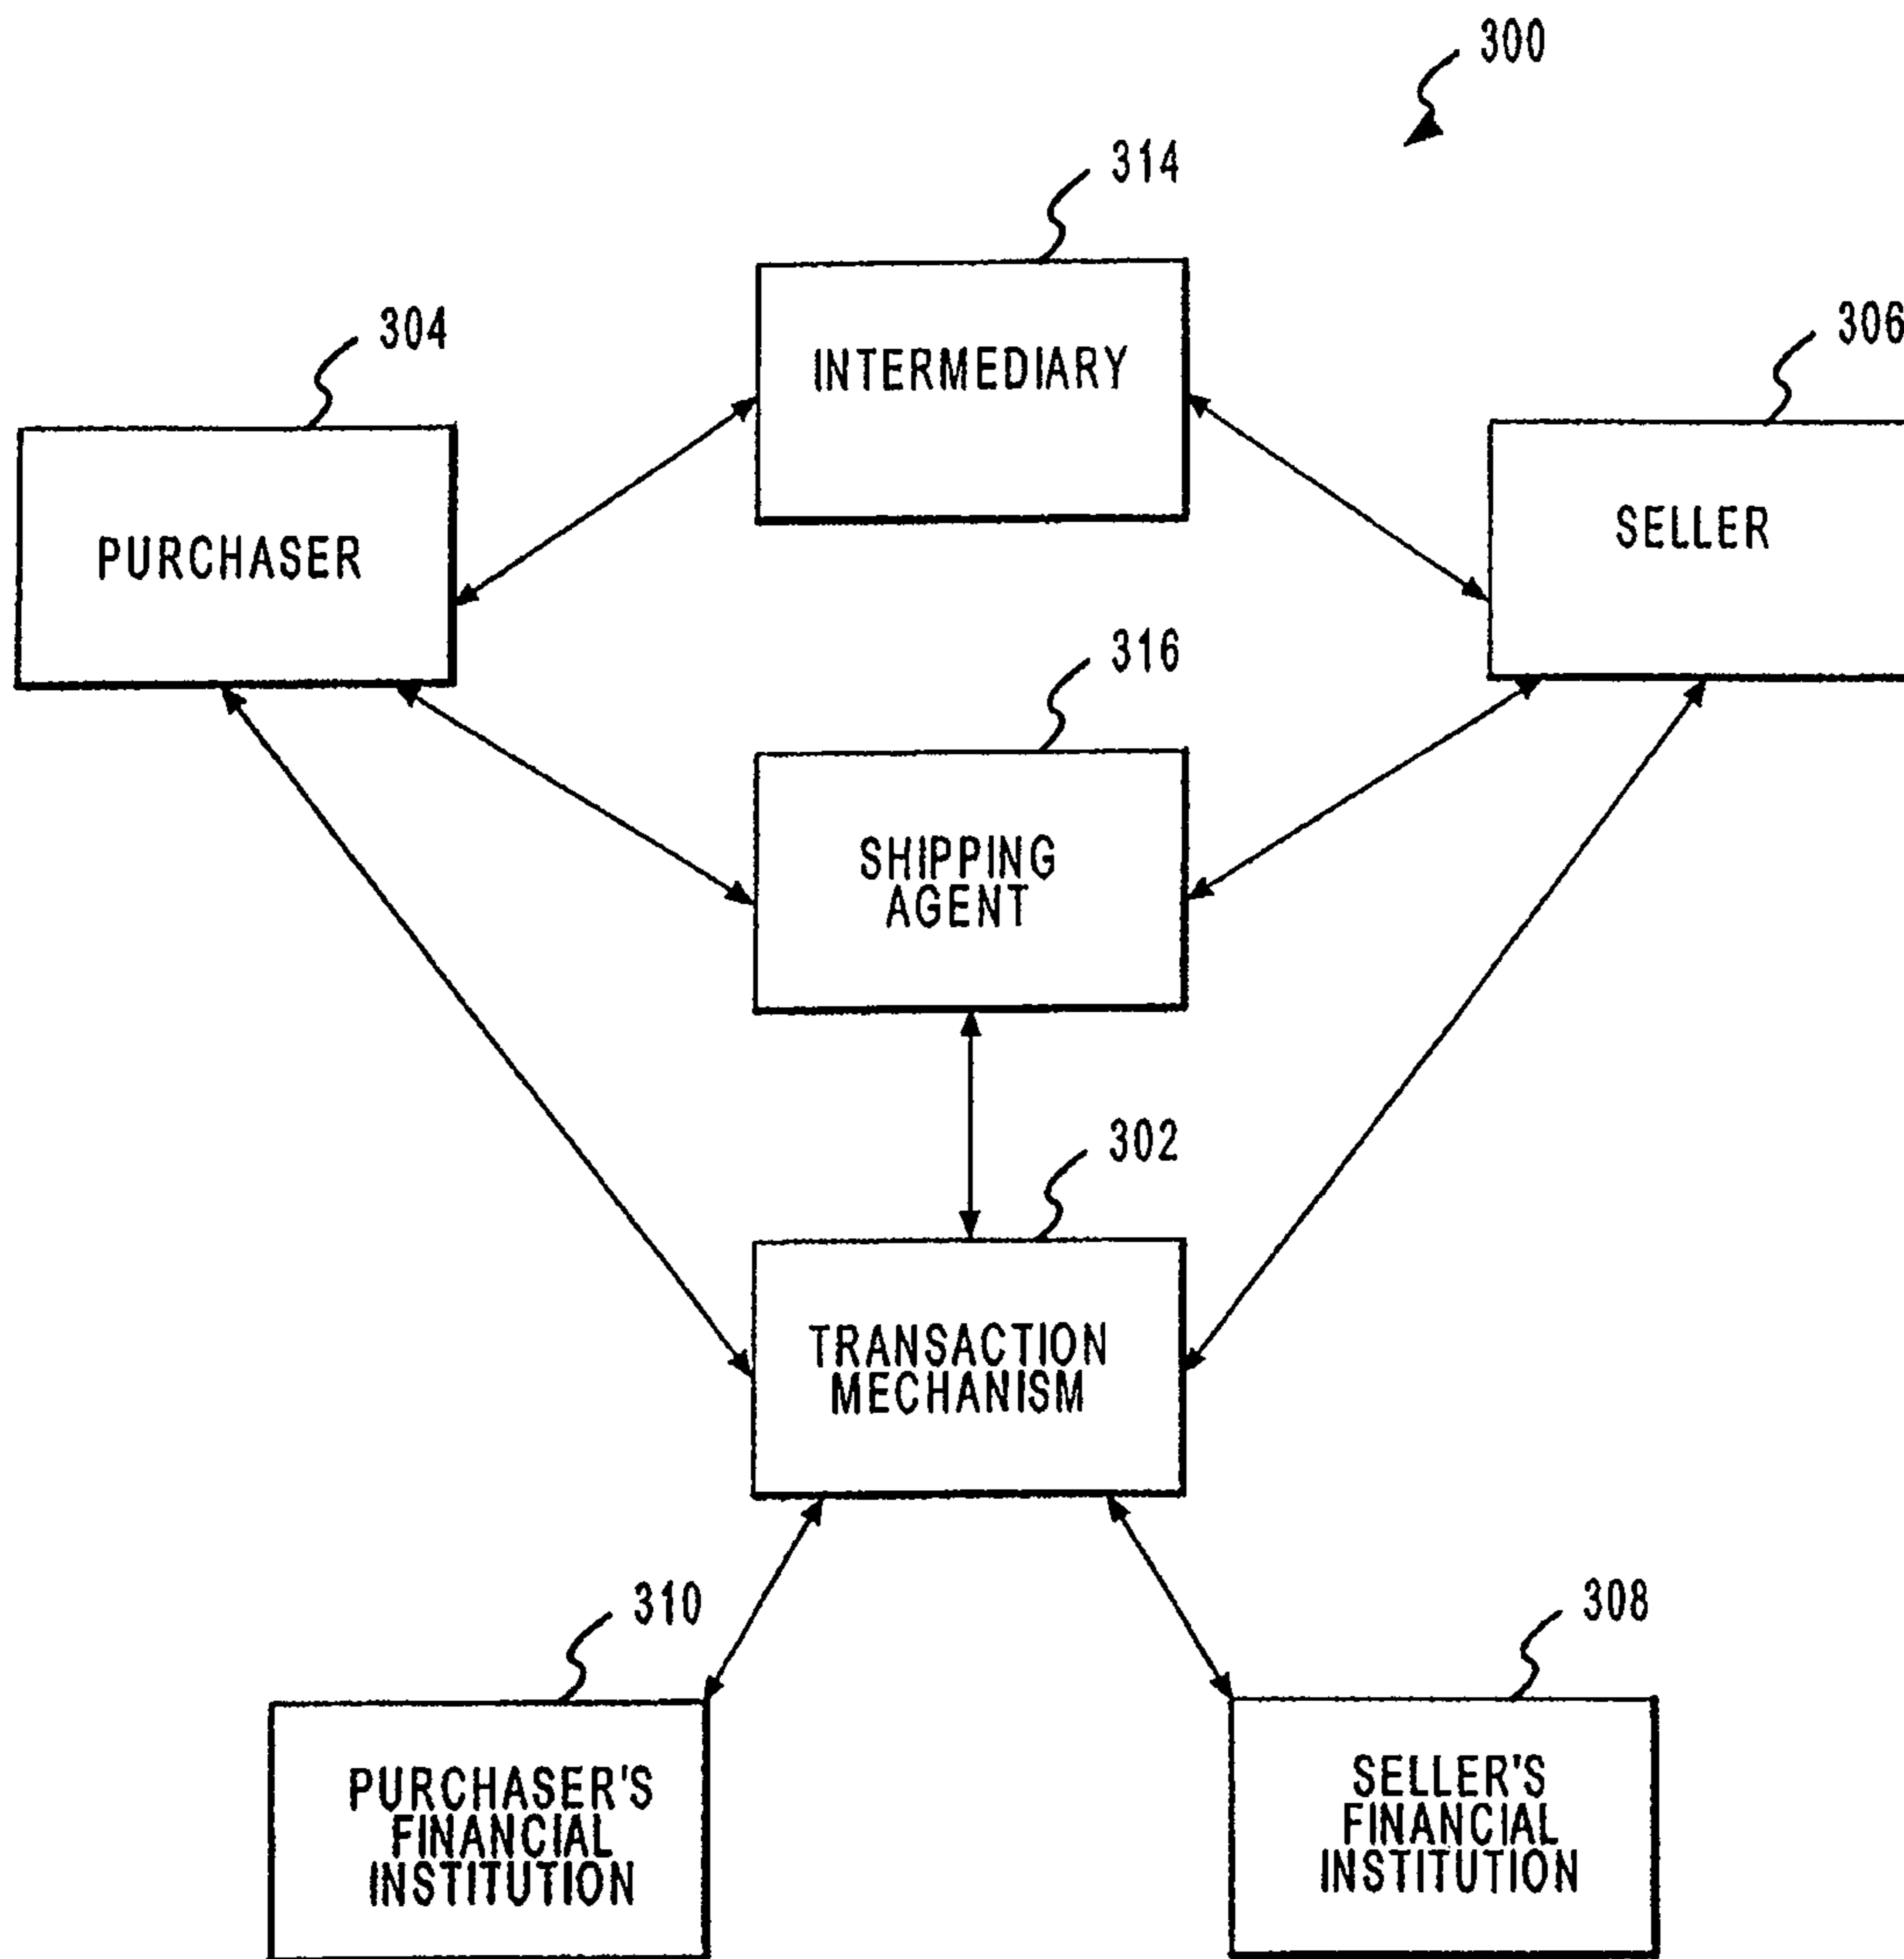 300
314
INTERMEDIARY
304
PURCHASER
306
SELLER
316
SHIPPING
AGENT
302
TRANSACTION
MECHANISM
310
PURCHASER'S
FINANCIAL
INSTITUTION
308
SELLER'S
FINANCIAL
INSTITUTION